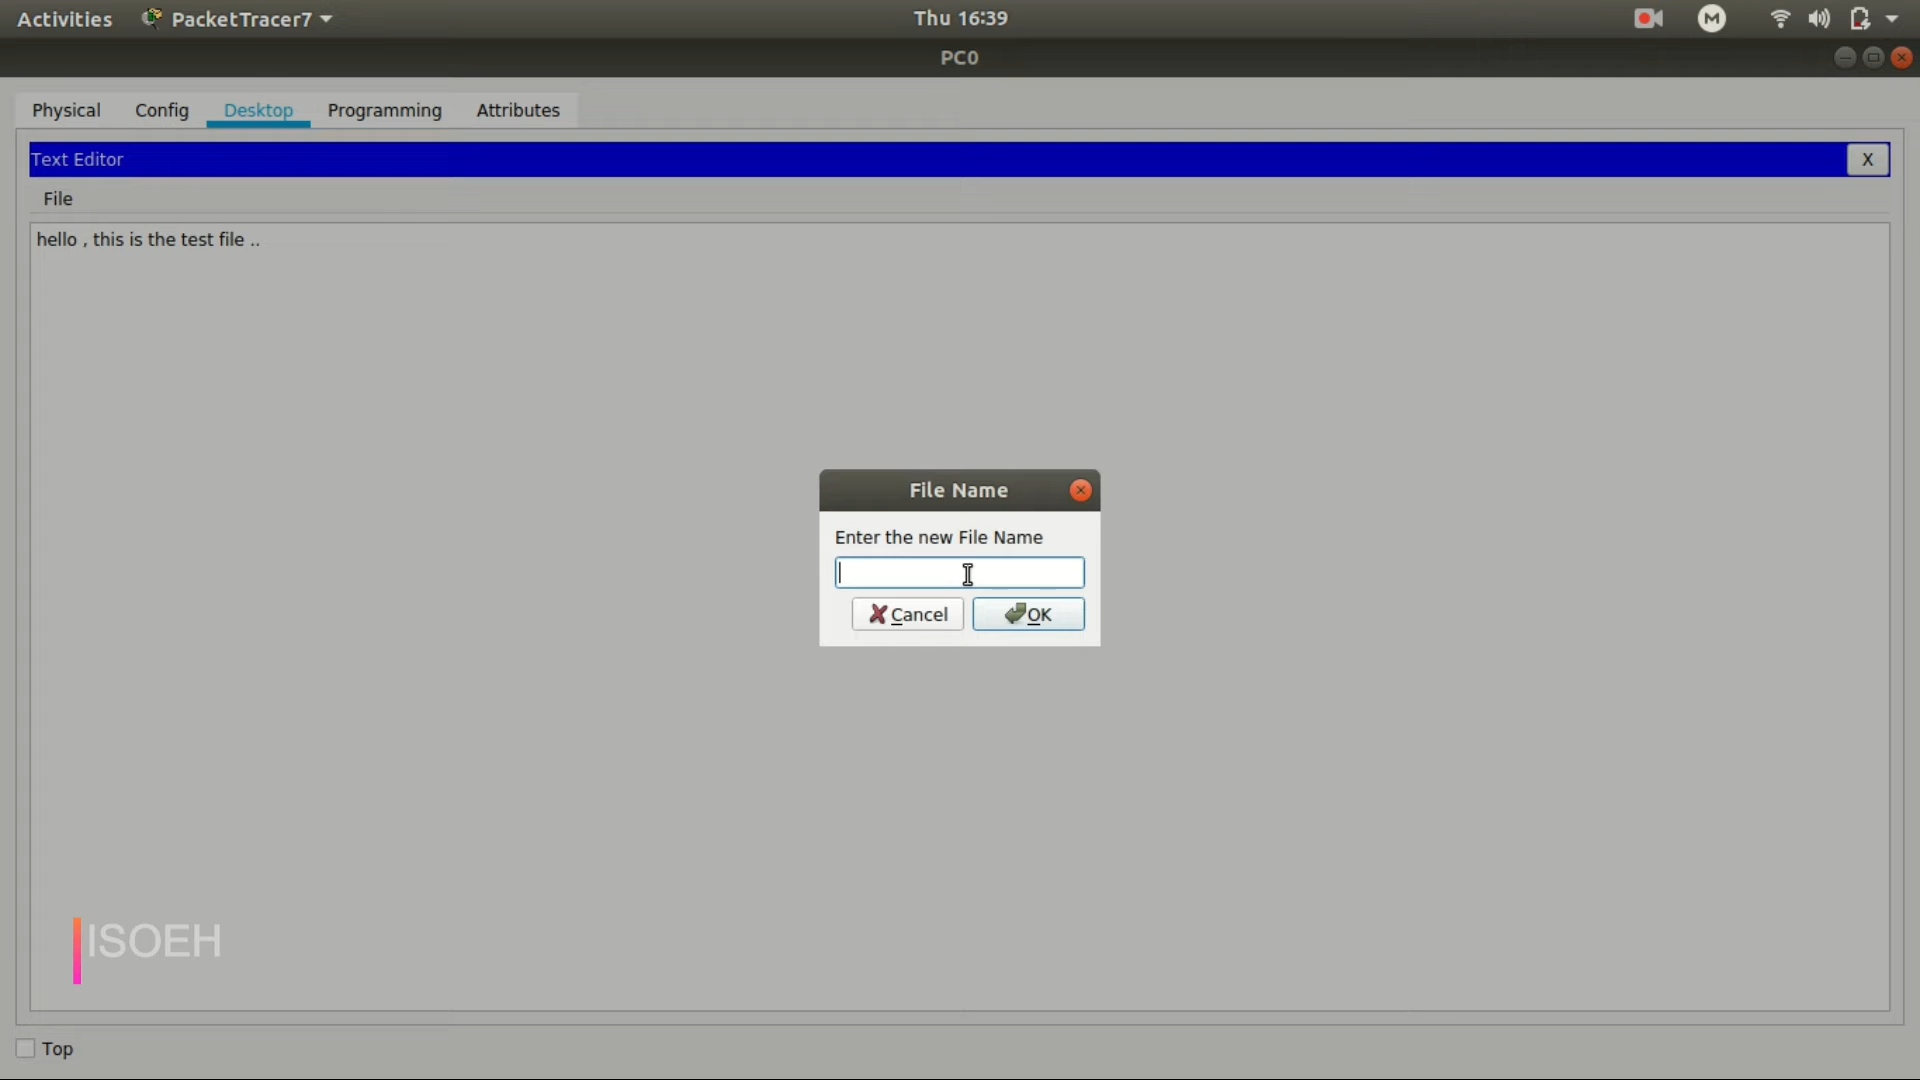 Activities PacketTracer7 Thu 16:39 M
PC0
Physical Config Desktop Programming Attributes
Text Editor X
File
hello , this is the test file ..
File Name
Enter the new File Name
Cancel OK
ISOEH
Top